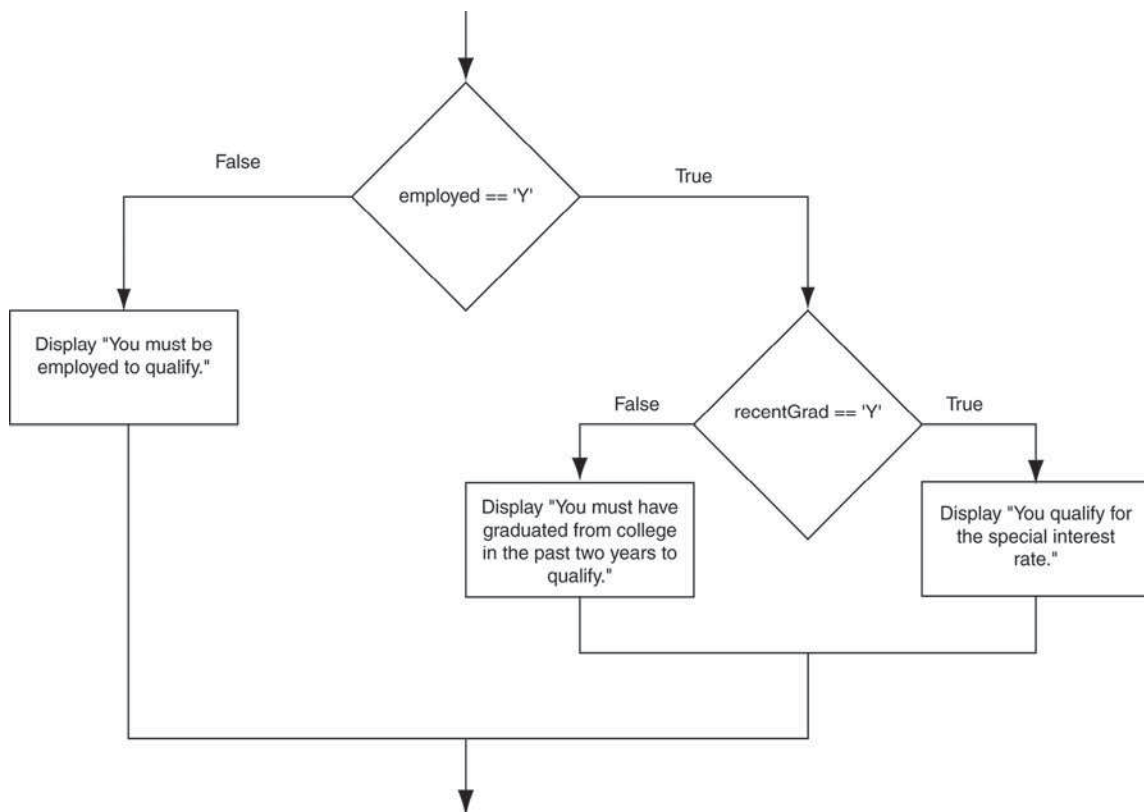 False
employed == 'Y'
True
Display "You must be
employed to qualify."
False
recentGrad == 'Y'
True
Display "You must have
graduated from college
in the past two years to
qualify."
Display "You qualify for
the special interest
rate."